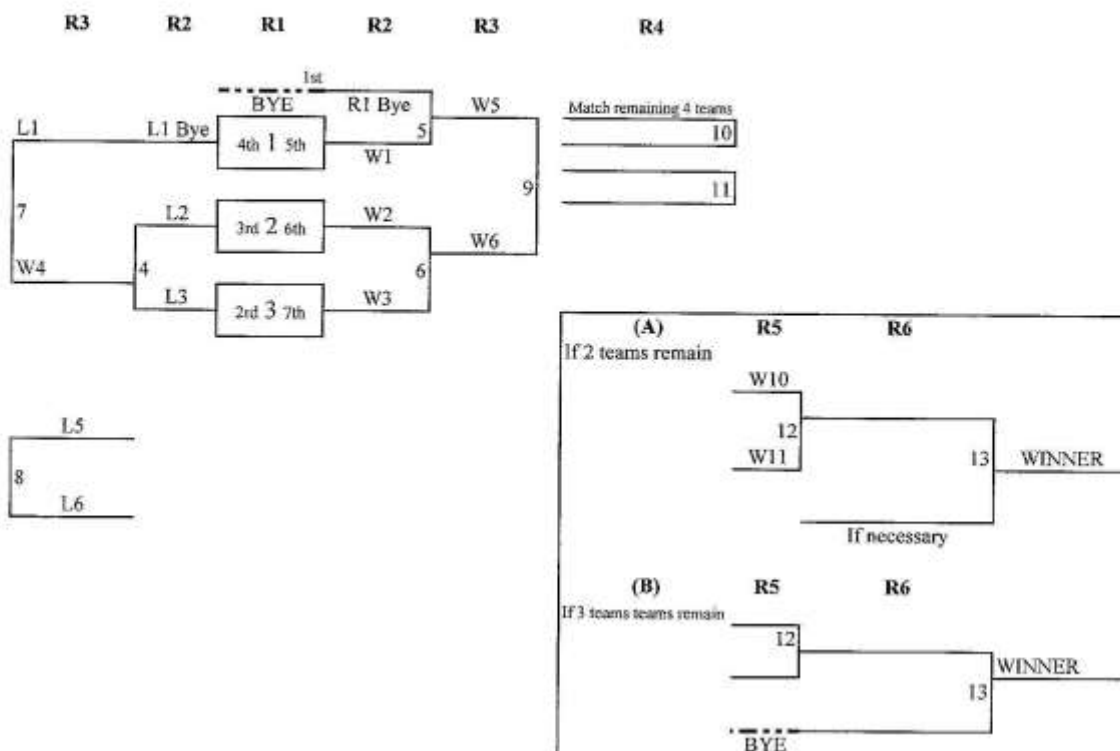 R3 R2 R1 R2 R3 R4
1st
BYE R1 Bye W5 Match remaining 4 teams
L1 L1 Bye 4th 1 5th 5 10
W1
9 11
7 L2 3rd 2 6th W2
W6
W4 4 6
L3 2rd 3 7th W3
(A) R5 R6
If 2 teams remain
W10
L5 12
8 W11 13 WINNER
L6
If necessary
(B) R5 R6
If 3 teams teams remain
12
WINNER
13
BYE